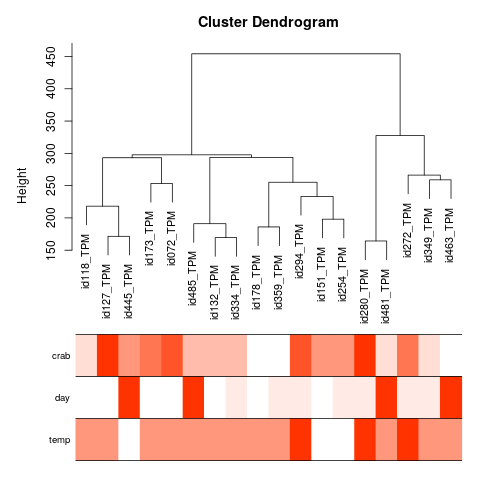 Cluster Dendrogram
Height
450
400
350
300
250
200
150
id118_TPM
id127_TPM
id445_TPM
id173_TPM
id072_TPM
id485_TPM
id132_TPM
id334_TPM
id178_TPM
id359_TPM
id294_TPM
id151_TPM
id254_TPM
id280_TPM
id481_TPM
id272_TPM
id349_TPM
id463_TPM
crab
day
temp